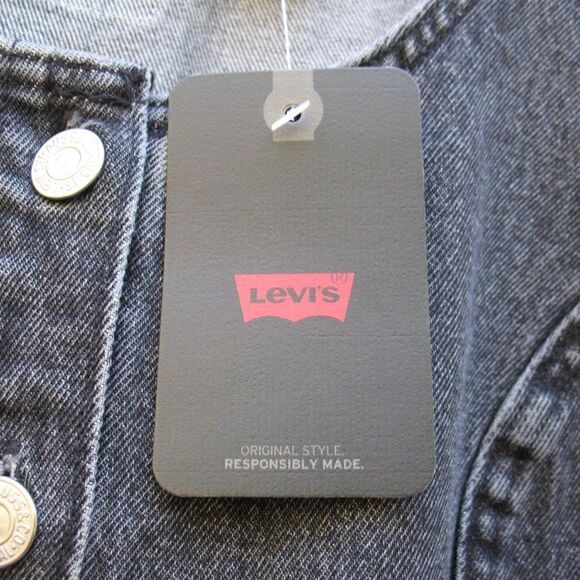 LEVI'S (R)
ORIGINAL STYLE.
RESPONSIBLY MADE.